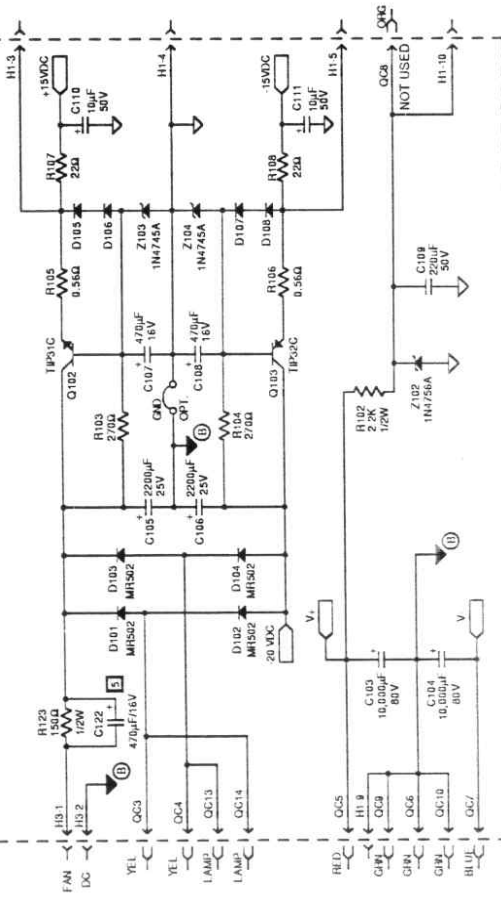 H1-3
+15VDC
C110
10µF
50V
H1-4
-15VDC
C111
10µF
50V
H1-5
ORG
QC8
NOT USED
H1-10
R107
22Ω
R108
22Ω
D105
D106
Z103
1N4745A
Z104
1N4745A
D107
D108
R105
0.56Ω
R106
0.56Ω
C109
220µF
50V
TIP31C
Q102
470µF
16V
C107
470µF
16V
C108
TIP32C
Q103
GND
OPT.
B
R103
270Ω
R104
270Ω
R102
2.2K
1/2W
Z102
1N4756A
2200µF
25V
C105
2200µF
25V
C106
D103
MR502
D104
MR502
D101
MR502
D102
MR502
-20 VDC
V+
B
V
R123
150Ω
1/2W
C122
470µF/16V
5
C103
10,000µF
80V
C104
10,000µF
80V
B
H3-1
H3-2
QC3
QC4
QC13
QC14
QC5
H1-9
QC9
QC6
QC10
QC7
FAN
DC
YEL
YEL
LAMP
LAMP
RED
GRN
GRN
GRN
BLUE